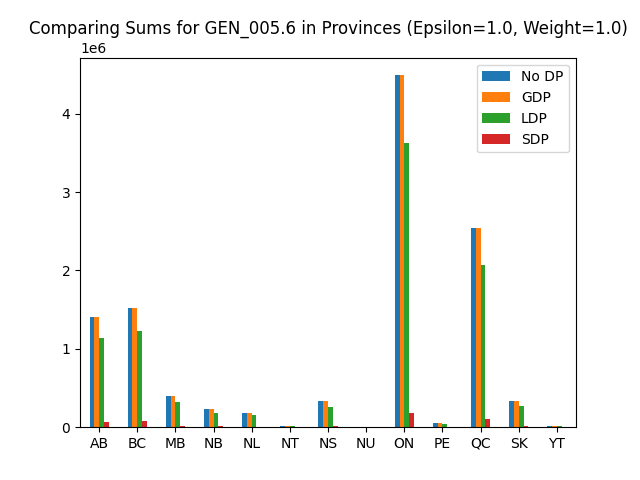 Comparing Sums for GEN_005.6 in Provinces (Epsilon=1.0, Weight=1.0)
1e6
No DP
GDP
LDP
SDP
4
3
2
1
0
AB BC MB NB NL NT NS NU ON PE QC SK YT